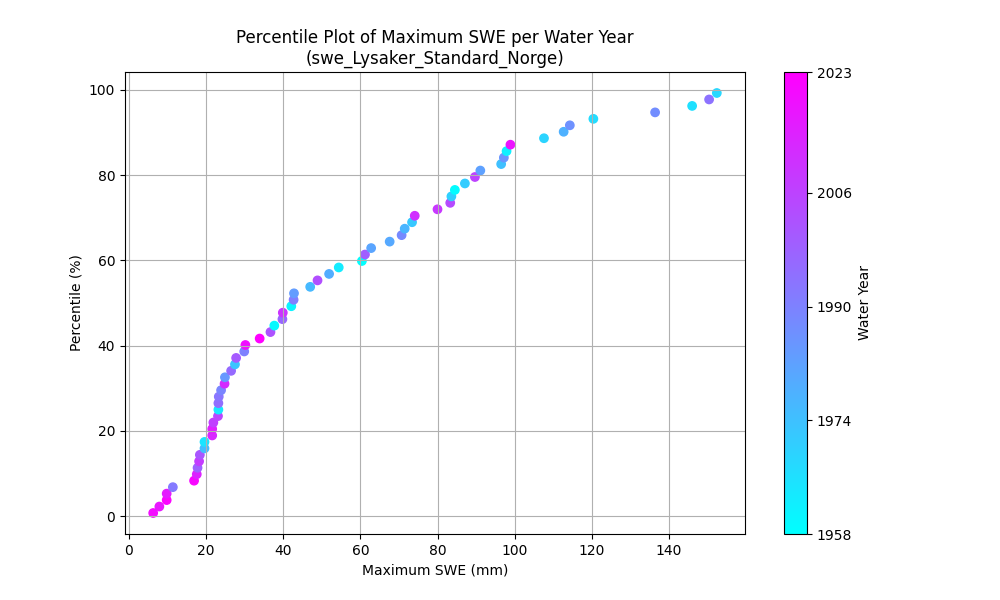 Percentile Plot of Maximum SWE per Water Year
(swe_Lysaker_Standard_Norge)
Percentile (%)
100
80
60
40
20
0
0 20 40 60 80 100 120 140
Maximum SWE (mm)
2023
2006
1990
1974
1958
Water Year